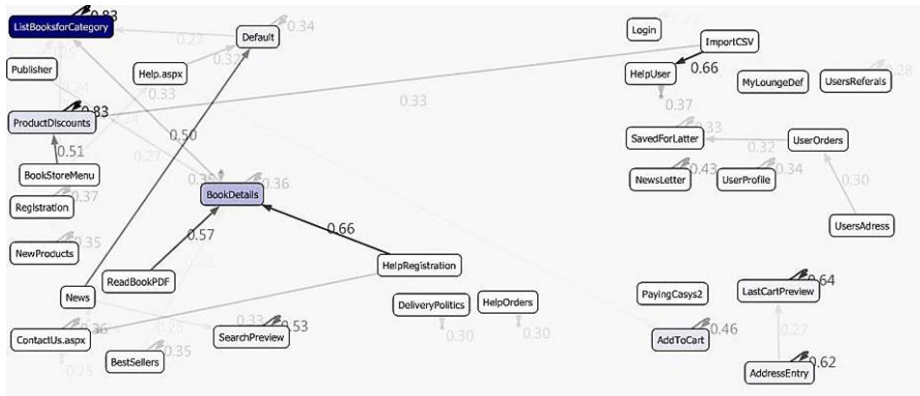 ListBooksforCategory
0.83
0.34
Default
0.27
Login
ImportCSV
Publisher
Help.aspx
0.32
HelpUser
0.66
MyLoungeDef
UsersReferals
0.28
0.24
0.33
0.33
0.37
ProductDiscounts
0.83
0.24
0.50
SavedForLatter
0.33
UserOrders
0.32
0.51
0.27
BookStoreMenu
0.36
BookDetails
0.36
NewsLetter
0.43
UserProfile
0.34
0.30
Registration
0.37
0.66
UsersAdress
NewProducts
0.35
0.57
HelpRegistration
ReadBookPDF
News
DeliveryPolitics
HelpOrders
PayingCasys2
LastCartPreview
0.64
ContactUs.aspx
0.36
0.25
0.33
SearchPreview
0.53
0.30
0.30
AddToCart
0.46
0.27
BestSellers
0.35
0.25
AddressEntry
0.62